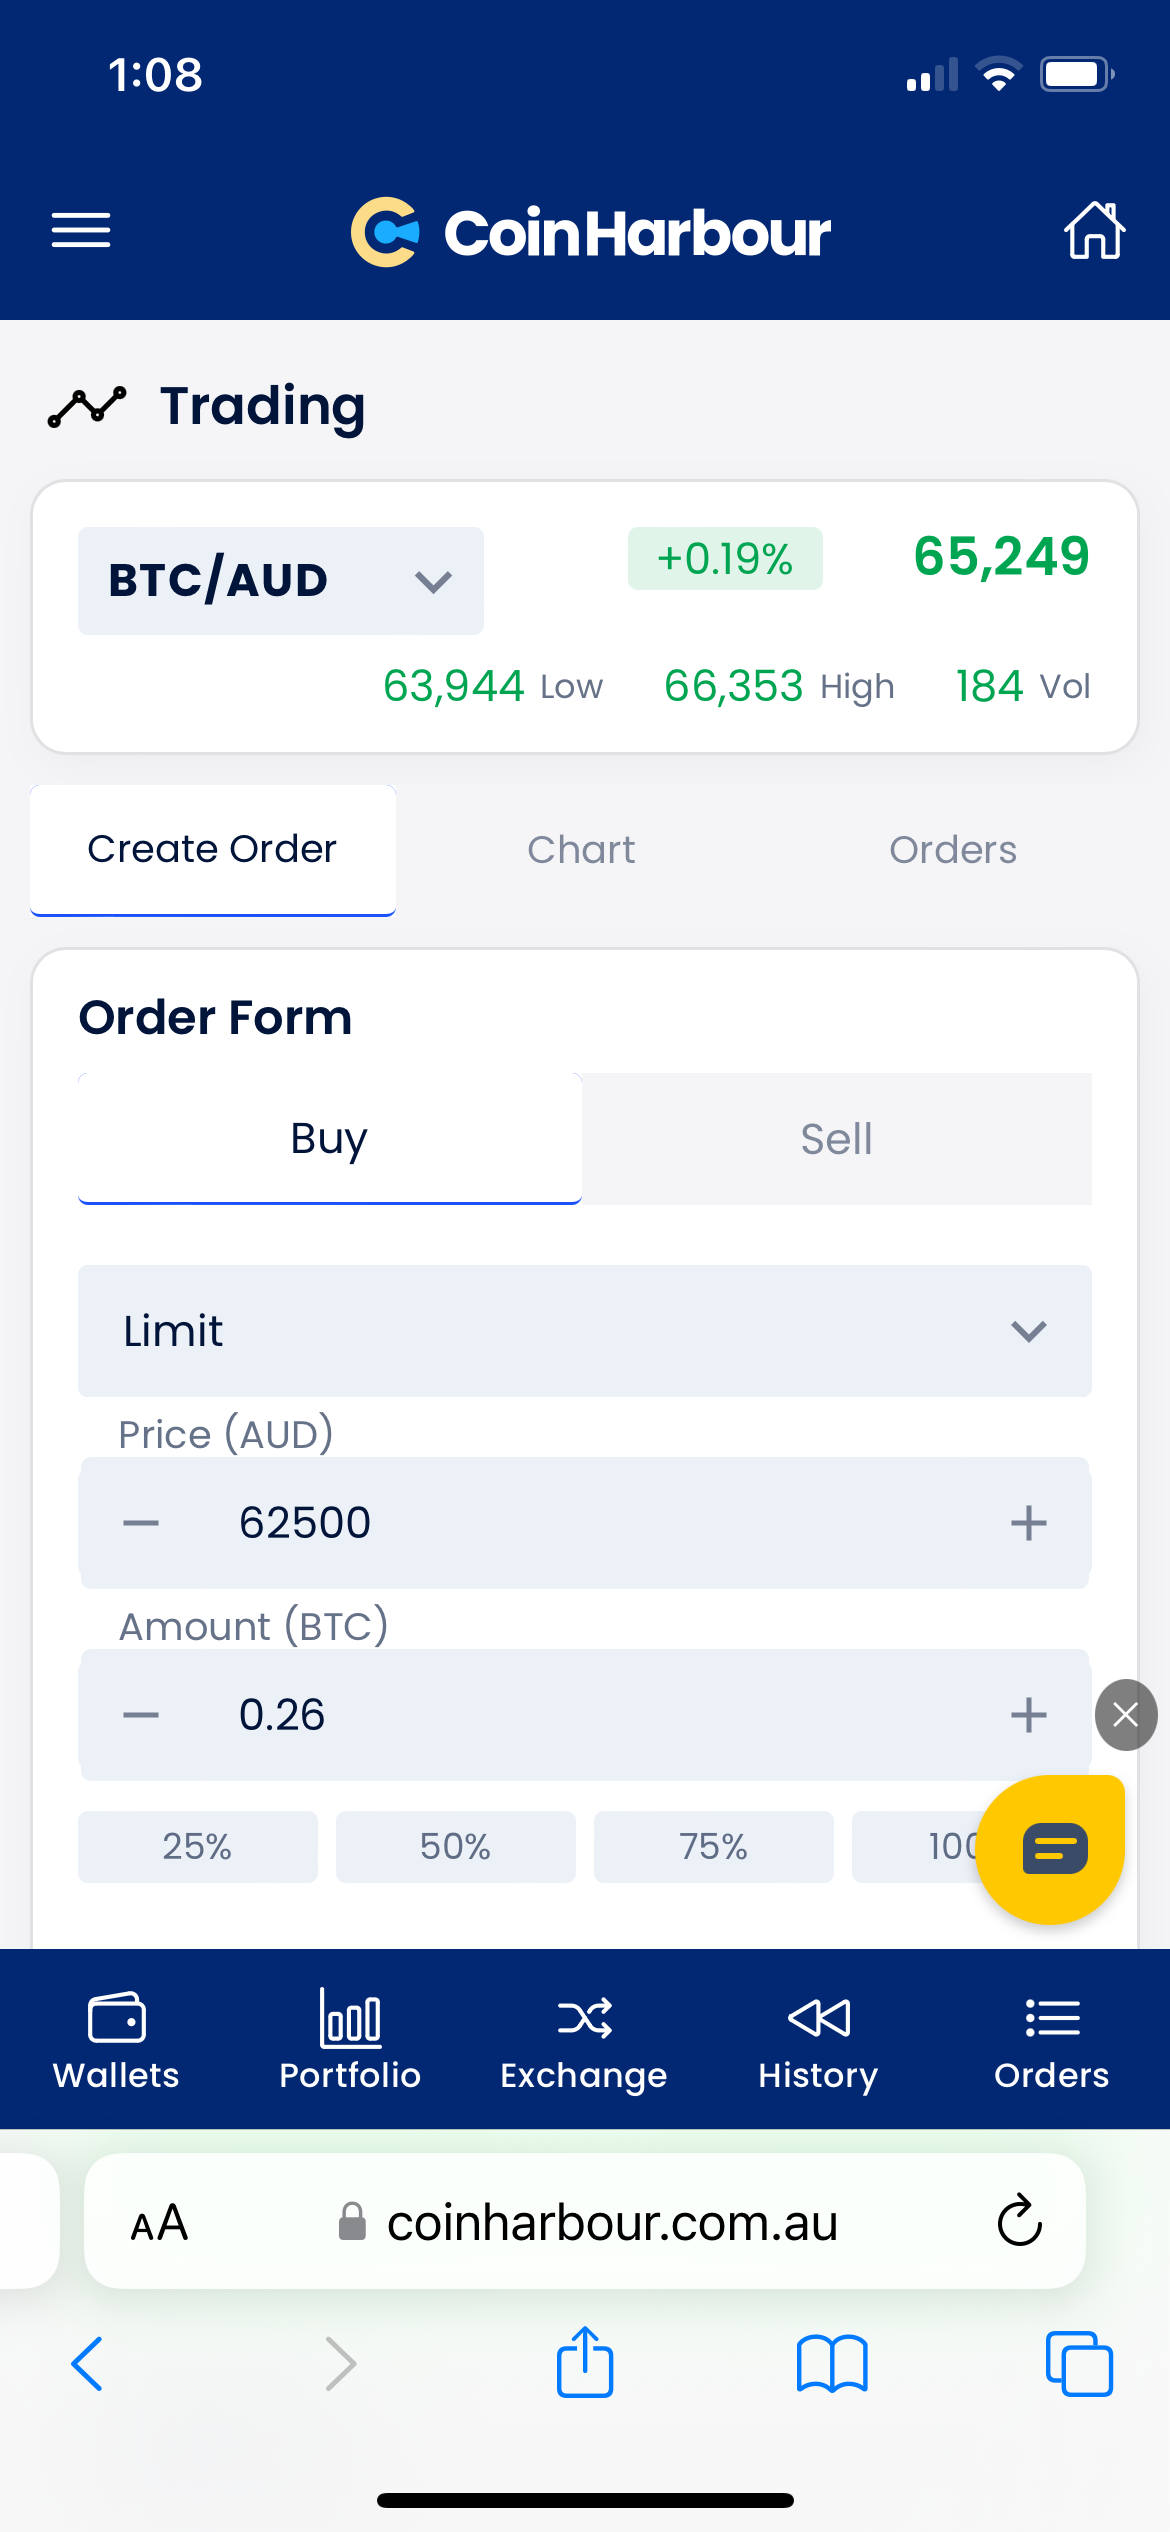 1:08
CoinHarbour
Trading
BTC/AUD
+0.19%
65,249
63,944 Low 66,353 High 184 Vol
Create Order Chart Orders
Order Form
Buy Sell
Limit
Price (AUD)
62500
Amount (BTC)
0.26
25% 50% 75% 100
Wallets Portfolio Exchange History Orders
AA coinharbour.com.au